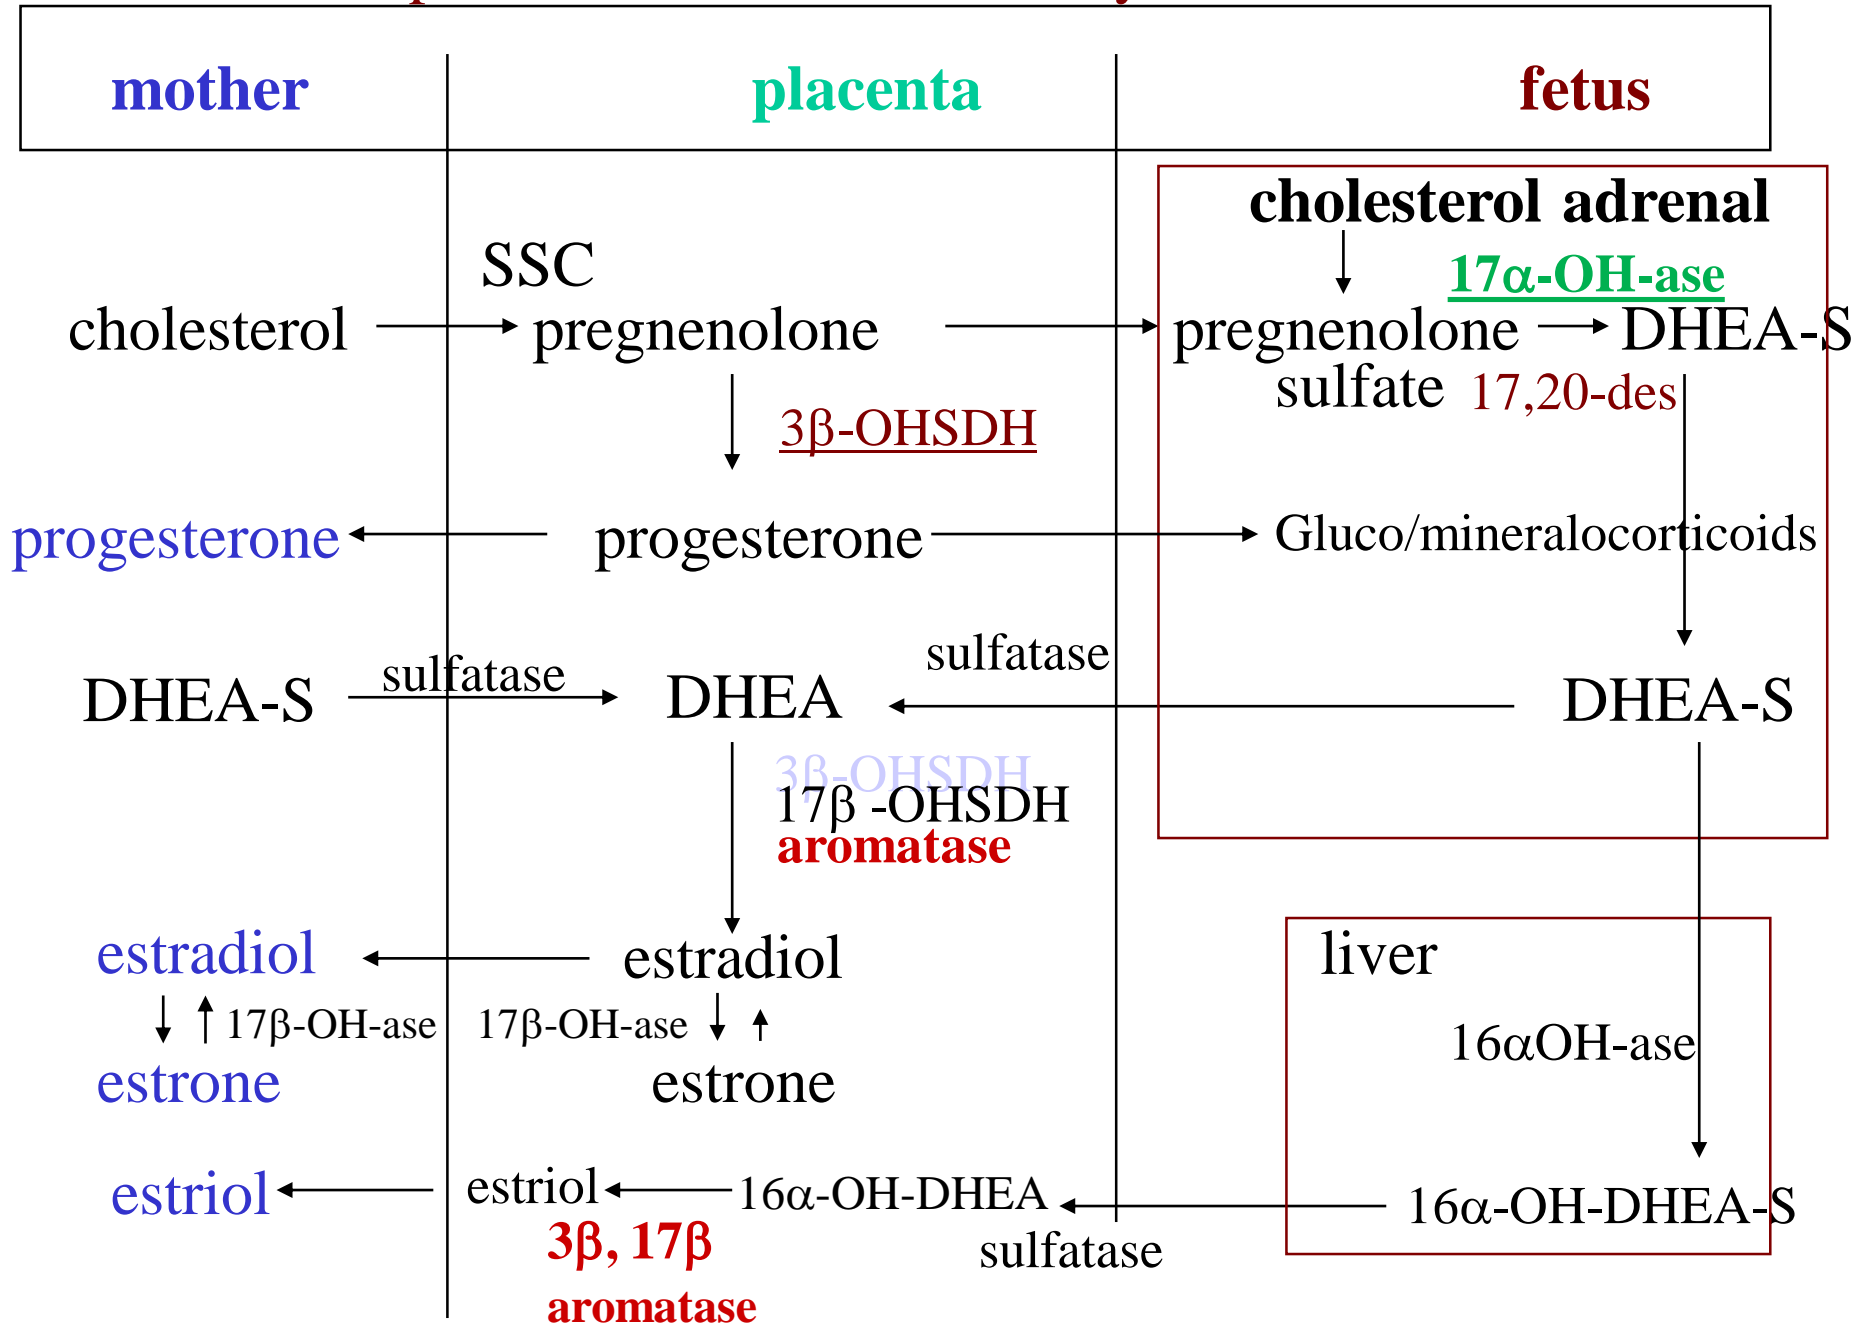 mother placenta fetus
cholesterol adrenal
SSC
17α-OH-ase
cholesterol pregnenolone pregnenolone DHEA-S
sulfate 17,20-des
3β-OHSDH
progesterone progesterone Gluco/mineralocorticoids
sulfatase sulfatase
DHEA-S DHEA DHEA-S
3β-OHSDH
17β -OHSDH
aromatase
estradiol estradiol liver
17β-OH-ase 17β-OH-ase
16αOH-ase
estrone estrone
estriol estriol 16α-OH-DHEA 16α-OH-DHEA-S
3β, 17β
sulfatase
aromatase